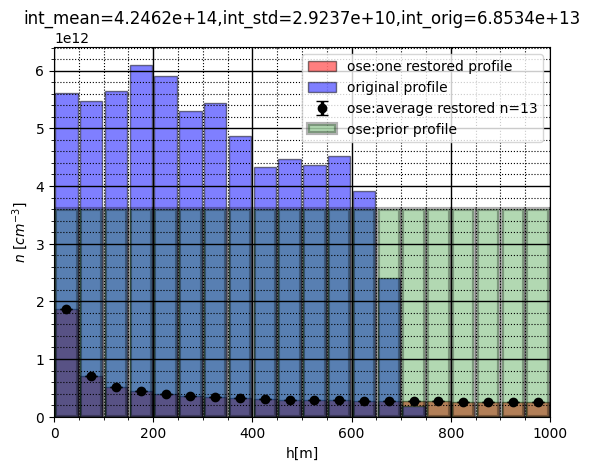 int_mean=4.2462e+14,int_std=2.9237e+10,int_orig=6.8534e+13
1e12
ose:one restored profile
original profile
ose:average restored n=13
ose:prior profile
6
5
4
3
2
1
0
n [cm⁻³]
0 200 400 600 800 1000
h[m]